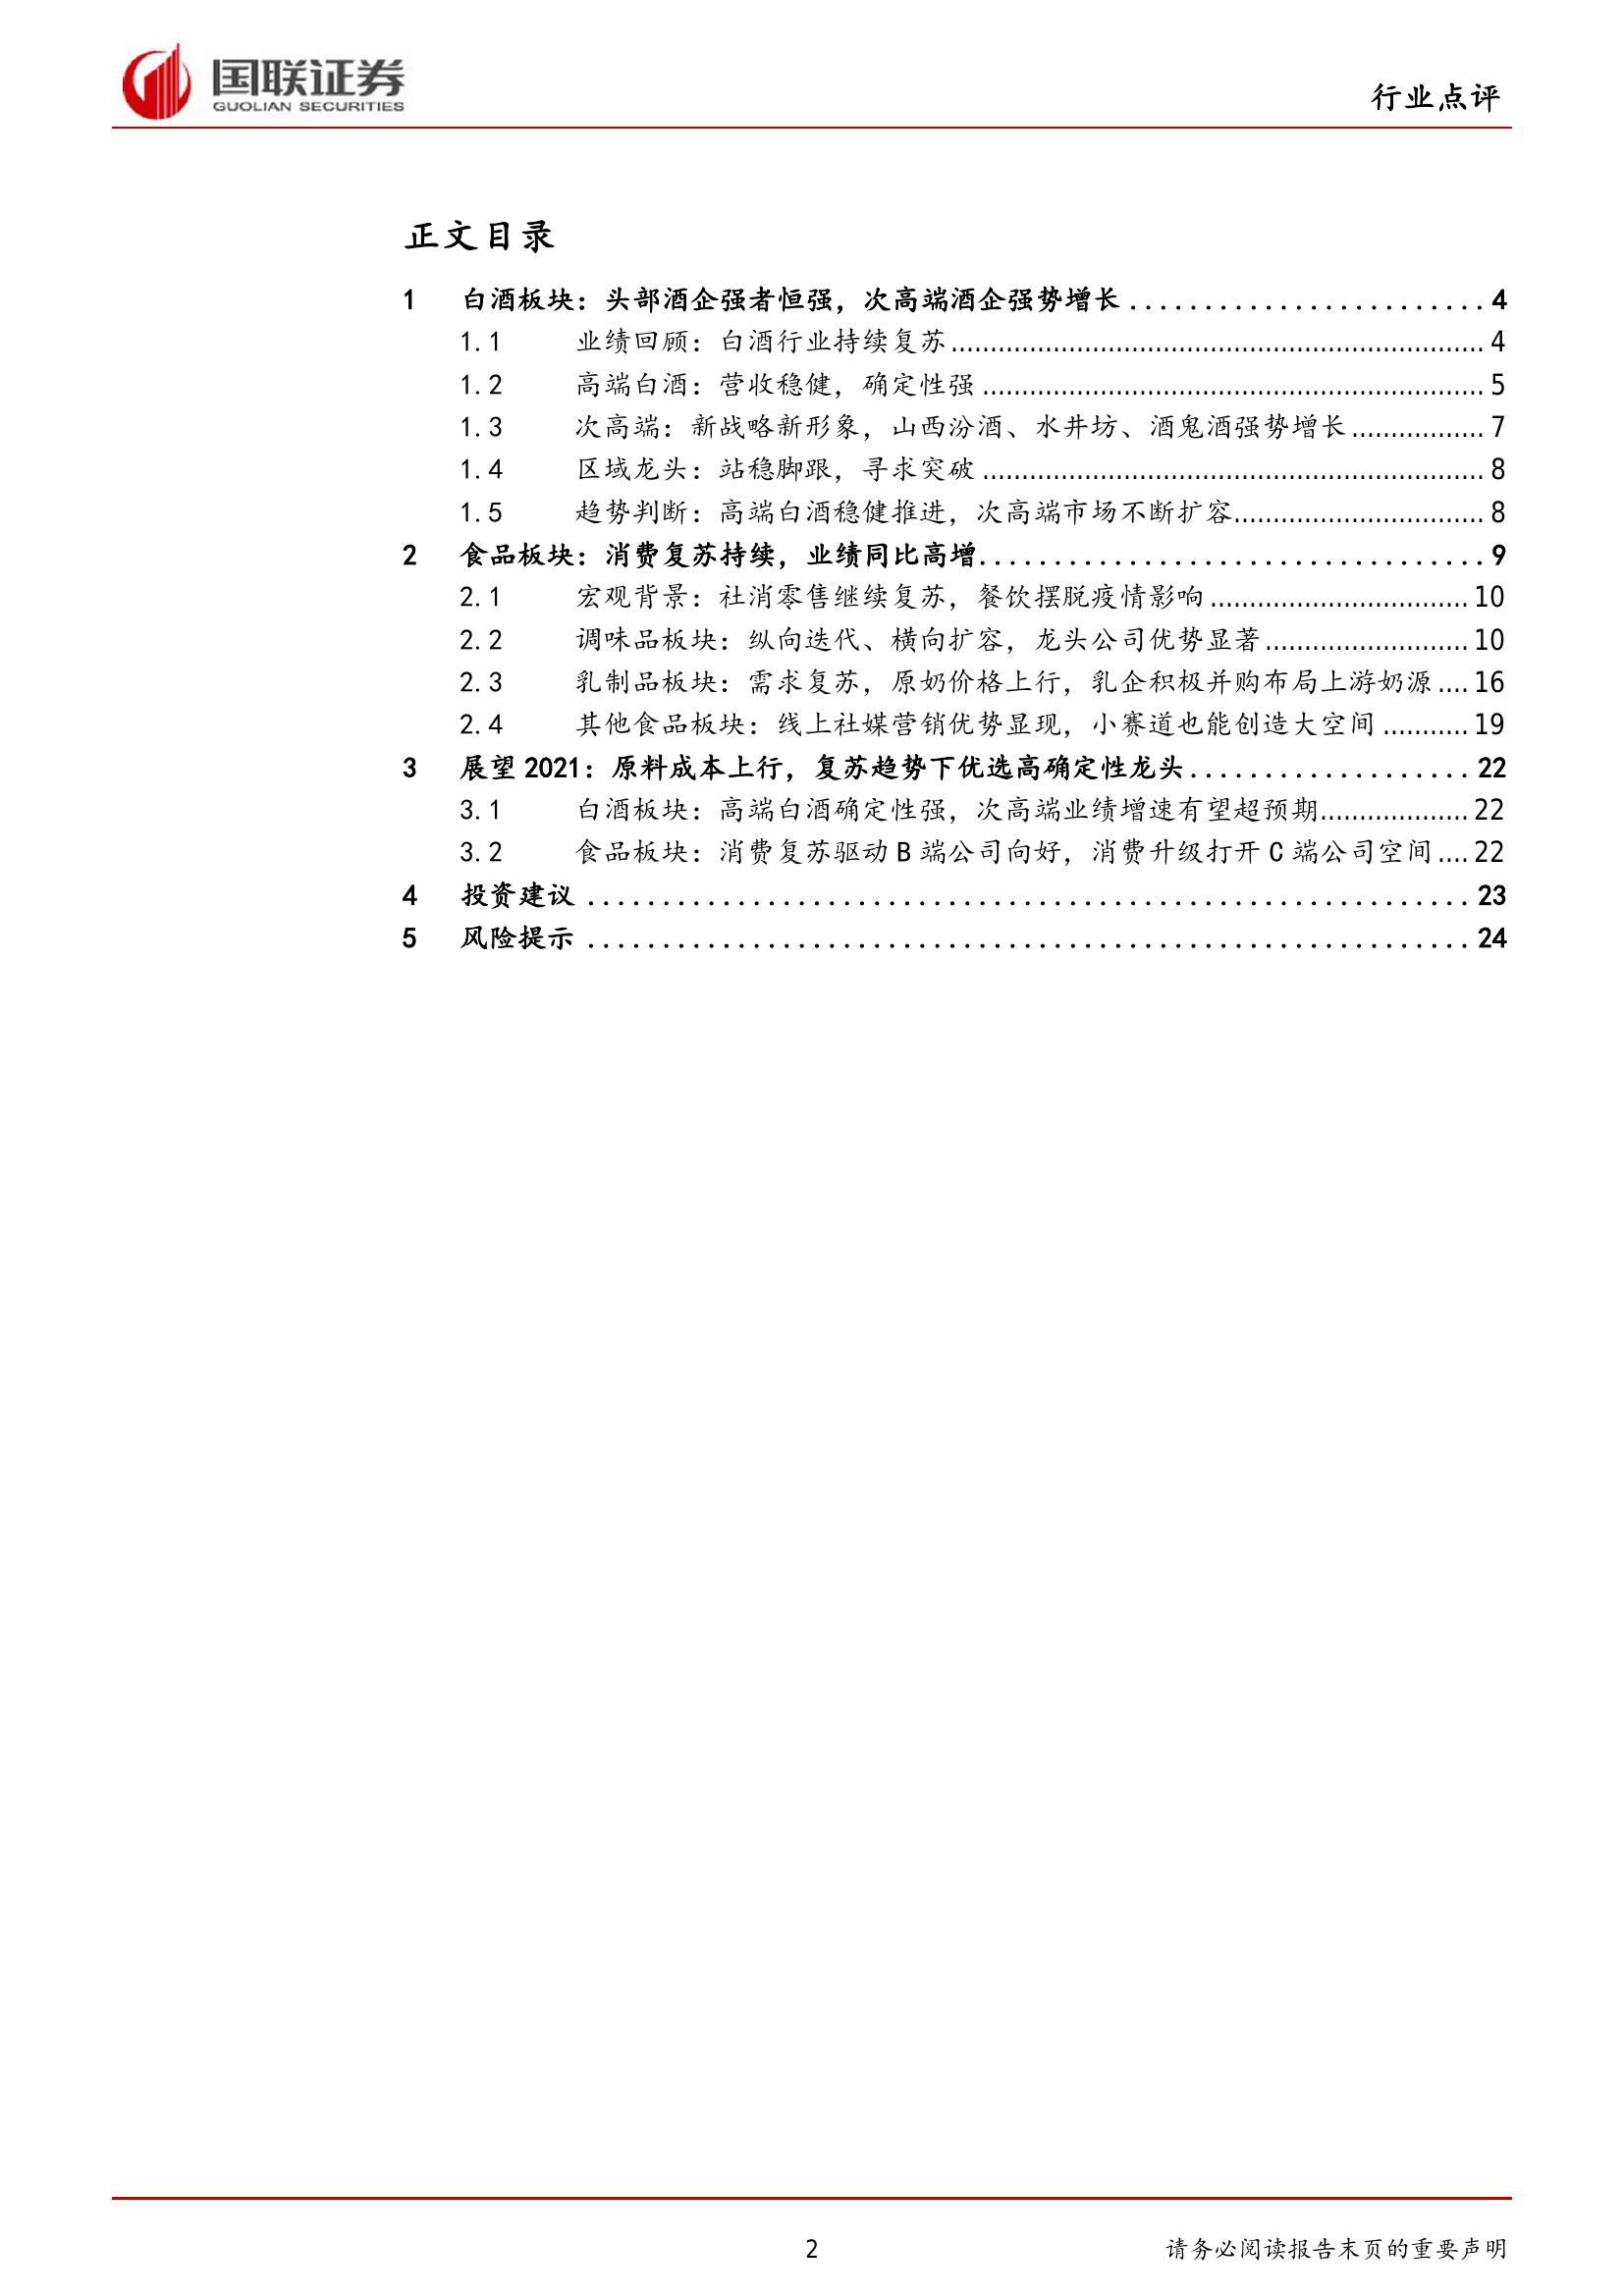 国联证券
GUOLIAN SECURITIES
行业点评
正文目录
1 白酒板块：头部酒企强者恒强，次高端酒企强势增长........................4
1.1 业绩回顾：白酒行业持续复苏....................................................................4
1.2 高端白酒：营收稳健，确定性强................................................................5
1.3 次高端：新战略新形象，山西汾酒、水井坊、酒鬼酒强势增长.................7
1.4 区域龙头：站稳脚跟，寻求突破................................................................8
1.5 趋势判断：高端白酒稳健推进，次高端市场不断扩容................................8
2 食品板块：消费复苏持续，业绩同比高增..................................9
2.1 宏观背景：社消零售继续复苏，餐饮摆脱疫情影响.................................10
2.2 调味品板块：纵向迭代、横向扩容，龙头公司优势显著..........................10
2.3 乳制品板块：需求复苏，原奶价格上行，乳企积极并购布局上游奶源....16
2.4 其他食品板块：线上社媒营销优势显现，小赛道也能创造大空间...........19
3 展望 2021：原料成本上行，复苏趋势下优选高确定性龙头...................22
3.1 白酒板块：高端白酒确定性强，次高端业绩增速有望超预期...................22
3.2 食品板块：消费复苏驱动 B 端公司向好，消费升级打开 C 端公司空间....22
4 投资建议...........................................................23
5 风险提示...........................................................24
2
请务必阅读报告末页的重要声明